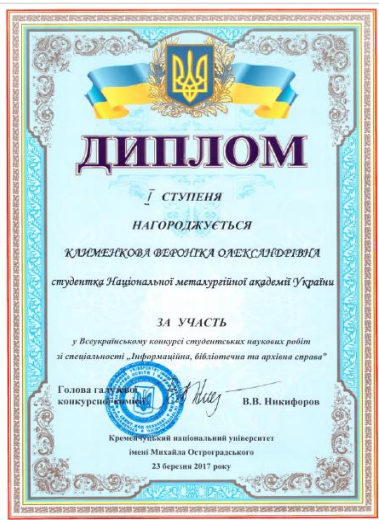 ДИПЛОМ
І СТУПЕНЯ
НАГОРОДЖУЄТЬСЯ
КЛИМЕНКОВА ВЕРОНІКА ОЛЕКСАНДРІВНА
студентка Національної металургійної академії України
ЗА УЧАСТЬ
у Всеукраїнському конкурсі студентських наукових робіт
зі спеціальності „Інформаційна, бібліотечна та архівна справа”
Голова галузевої
конкурсної комісії
В.В. Никифоров
Кременчуцький національний університет
імені Михайла Остроградського
23 березня 2017 року